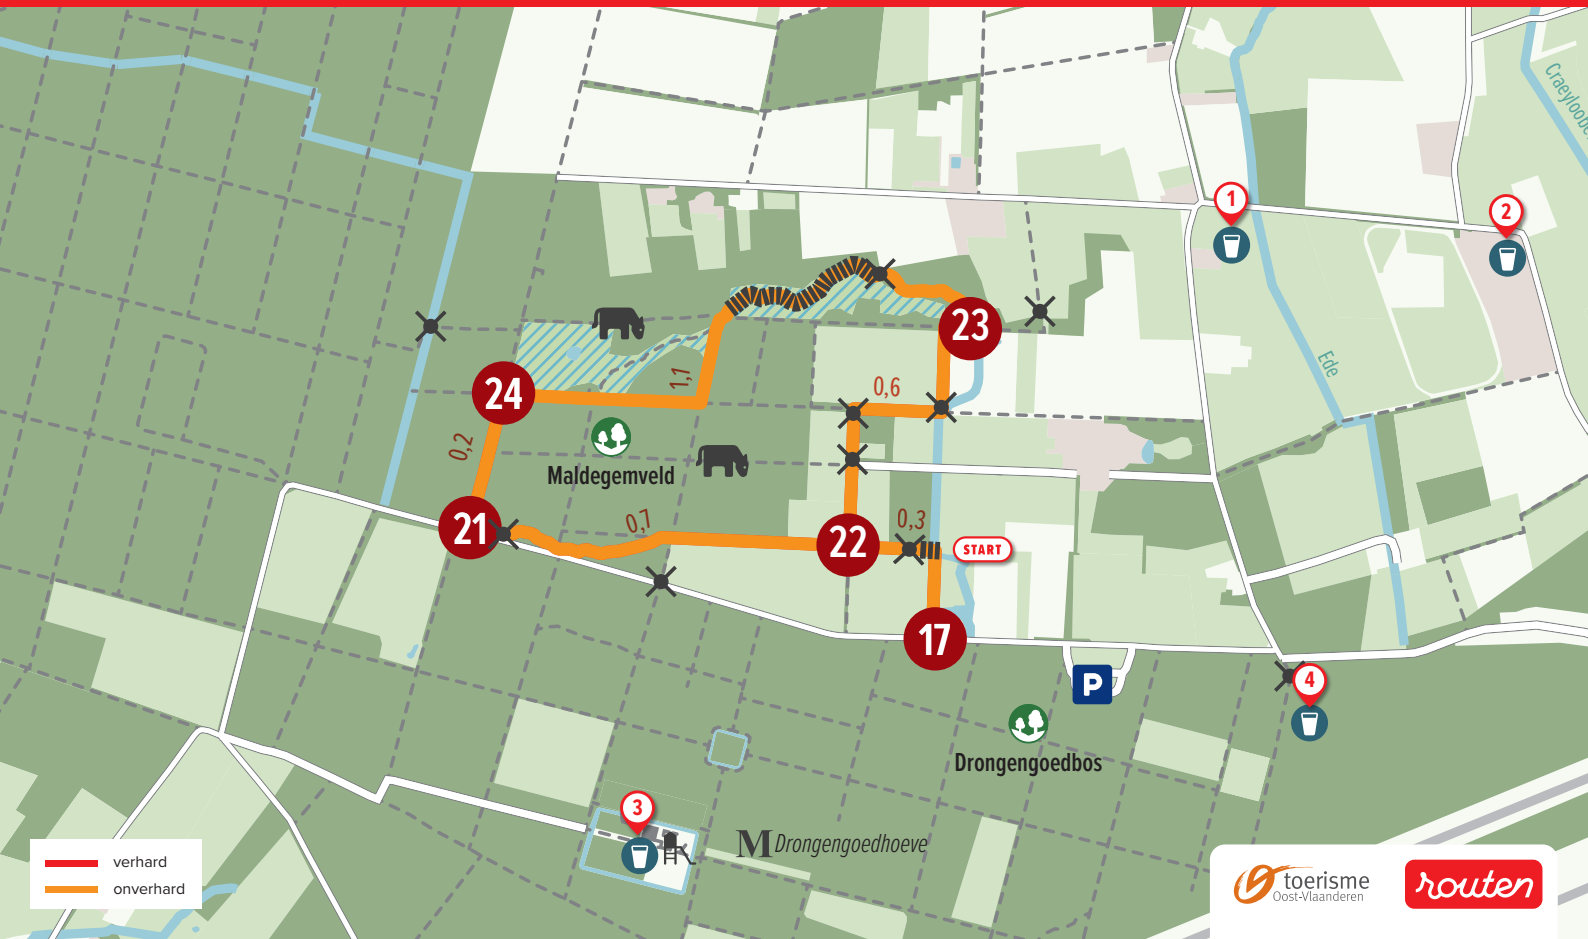 Craeyloobe
1
2
23
Ede
24
1,1
0,6
0,2
Maldegemveld
21
0,7
22
0,3
START
17
P
4
Drongengoedbos
3
M Drongengoedhoeve
verhard
onverhard
toerisme
Oost-Vlaanderen
routen